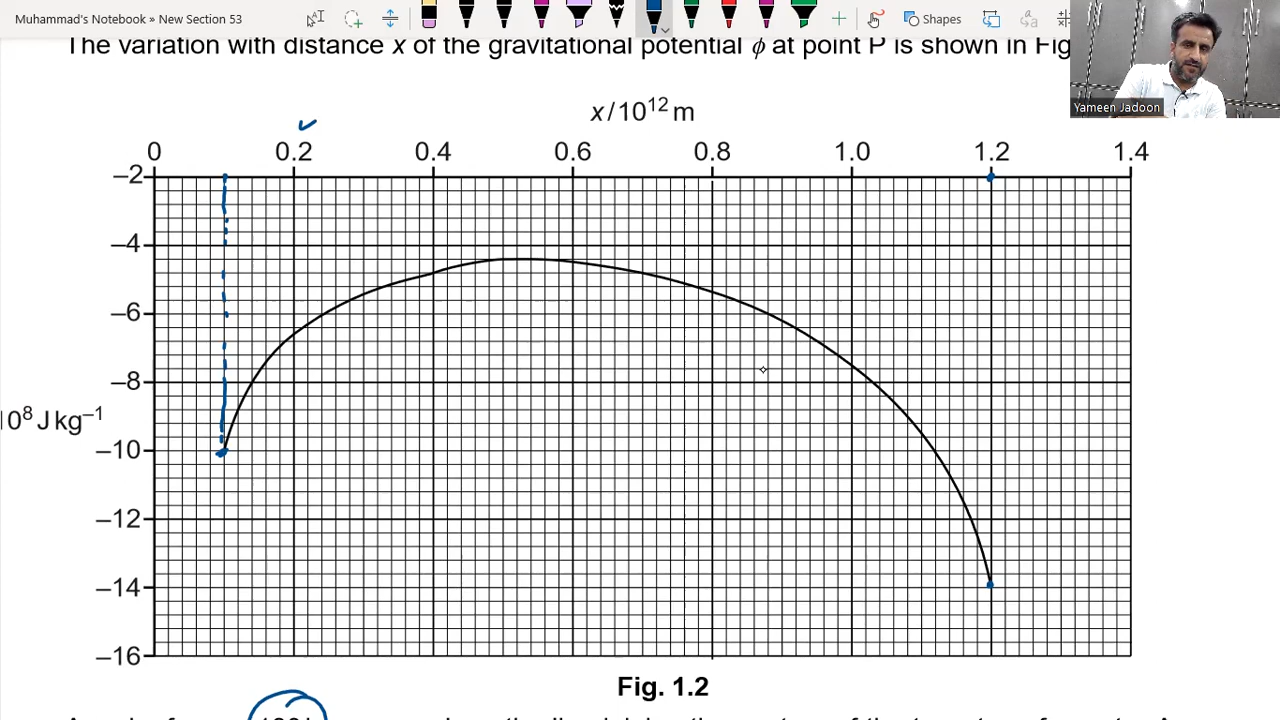 Muhammad's Notebook » New Section 53
Shapes
The variation with distance x of the gravitational potential ϕ at point P is shown in Fig
Yameen Jadoon
x/10¹² m
0 0.2 0.4 0.6 0.8 1.0 1.2 1.4
–2
–4
–6
–8
0⁸ J kg⁻¹
–10
–12
–14
–16
Fig. 1.2